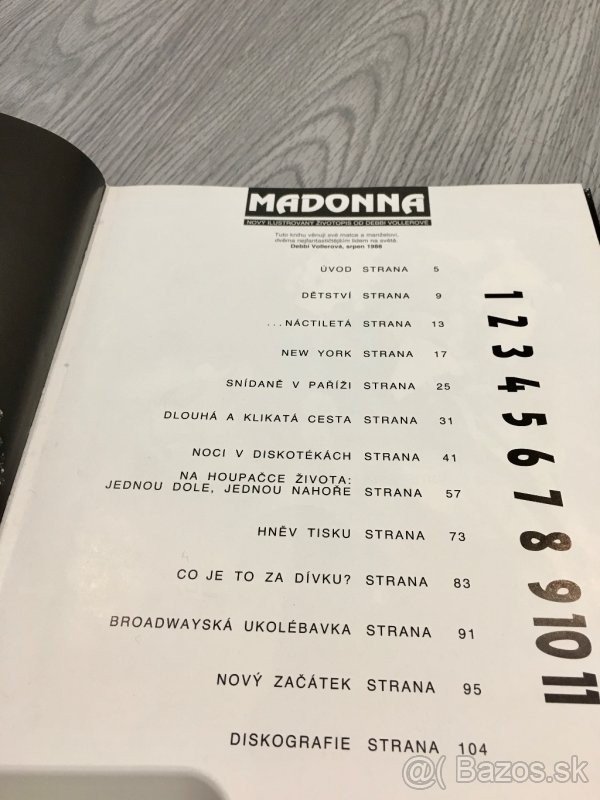 MADONNA
NOVÝ ILUSTROVANÝ ŽIVOTOPIS OD DEBBI VOLLEROVÉ
Tuto knihu věnuji své matce a manželovi,
dvěma nejfantastičtějším lidem na světě.
Debbi Vollerová, srpen 1988
ÚVOD STRANA 5
DĚTSTVÍ STRANA 9 1
...NÁCTILETÁ STRANA 13 2
NEW YORK STRANA 17 3
SNÍDANĚ V PAŘÍŽI STRANA 25 4
DLOUHÁ A KLIKATÁ CESTA STRANA 31 5
NOCI V DISKOTÉKÁCH STRANA 41 6
NA HOUPAČCE ŽIVOTA:
JEDNOU DOLE, JEDNOU NAHOŘE STRANA 57 7
HNĚV TISKU STRANA 73 8
CO JE TO ZA DÍVKU? STRANA 83 9
BROADWAYSKÁ UKOLÉBAVKA STRANA 91 10
NOVÝ ZAČÁTEK STRANA 95 11
DISKOGRAFIE STRANA 104
@( Bazos.sk